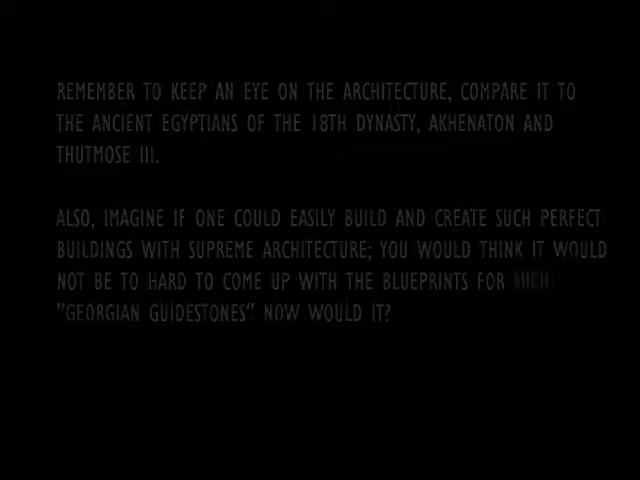 REMEMBER TO KEEP AN EYE ON THE ARCHITECTURE, COMPARE IT TO
THE ANCIENT EGYPTIANS OF THE 18TH DYNASTY, AKHENATON AND
THUTMOSE III.
ALSO, IMAGINE IF ONE COULD EASILY BUILD AND CREATE SUCH PERFECT
BUILDINGS WITH SUPREME ARCHITECTURE; YOU WOULD THINK IT WOULD
NOT BE TO HARD TO COME UP WITH THE BLUEPRINTS FOR
"GEORGIAN GUIDESTONES" NOW WOULD IT?